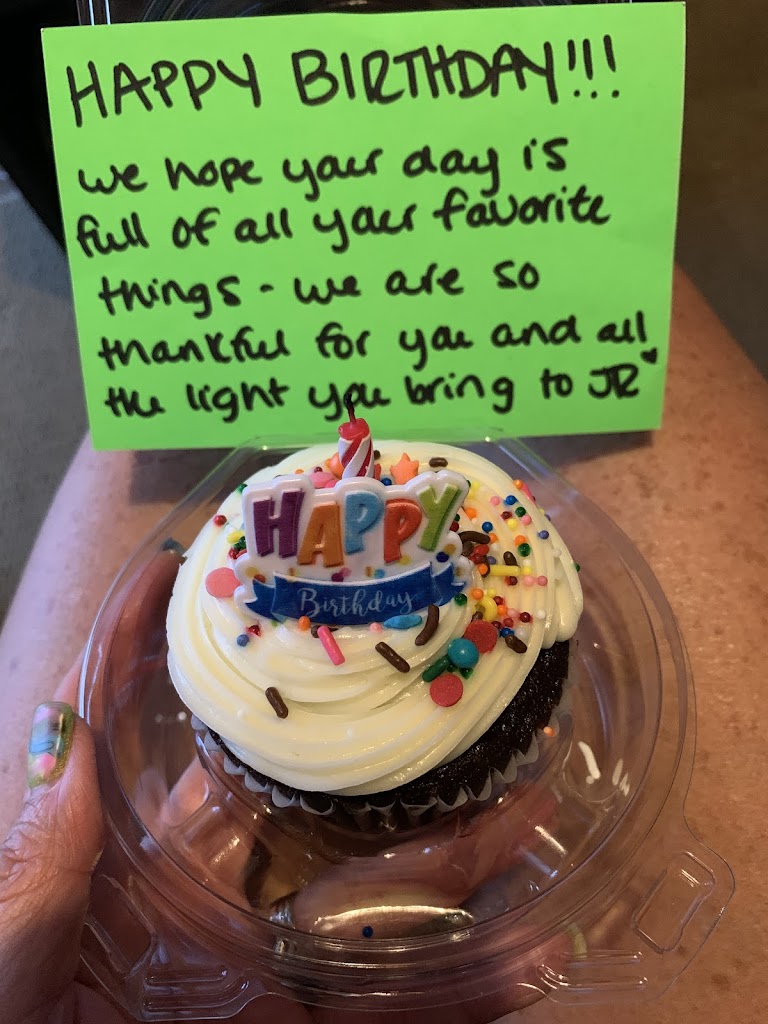 HAPPY BIRTHDAY!!!
we hope your day is
full of all your favorite
things - we are so
thankful for you and all
the light you bring to JR
HAPPY
Birthday